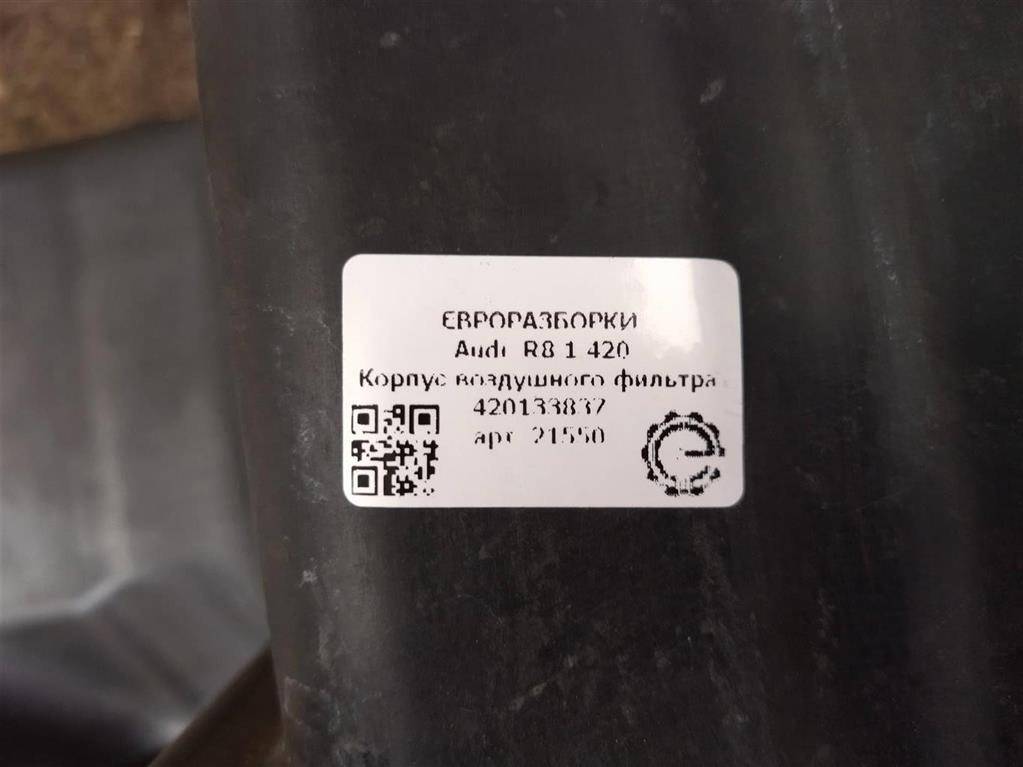 ЕВРОРАЗБОРКИ
Audi R8 1 420
Корпус воздушного фильтра
420133837
арт. 21550